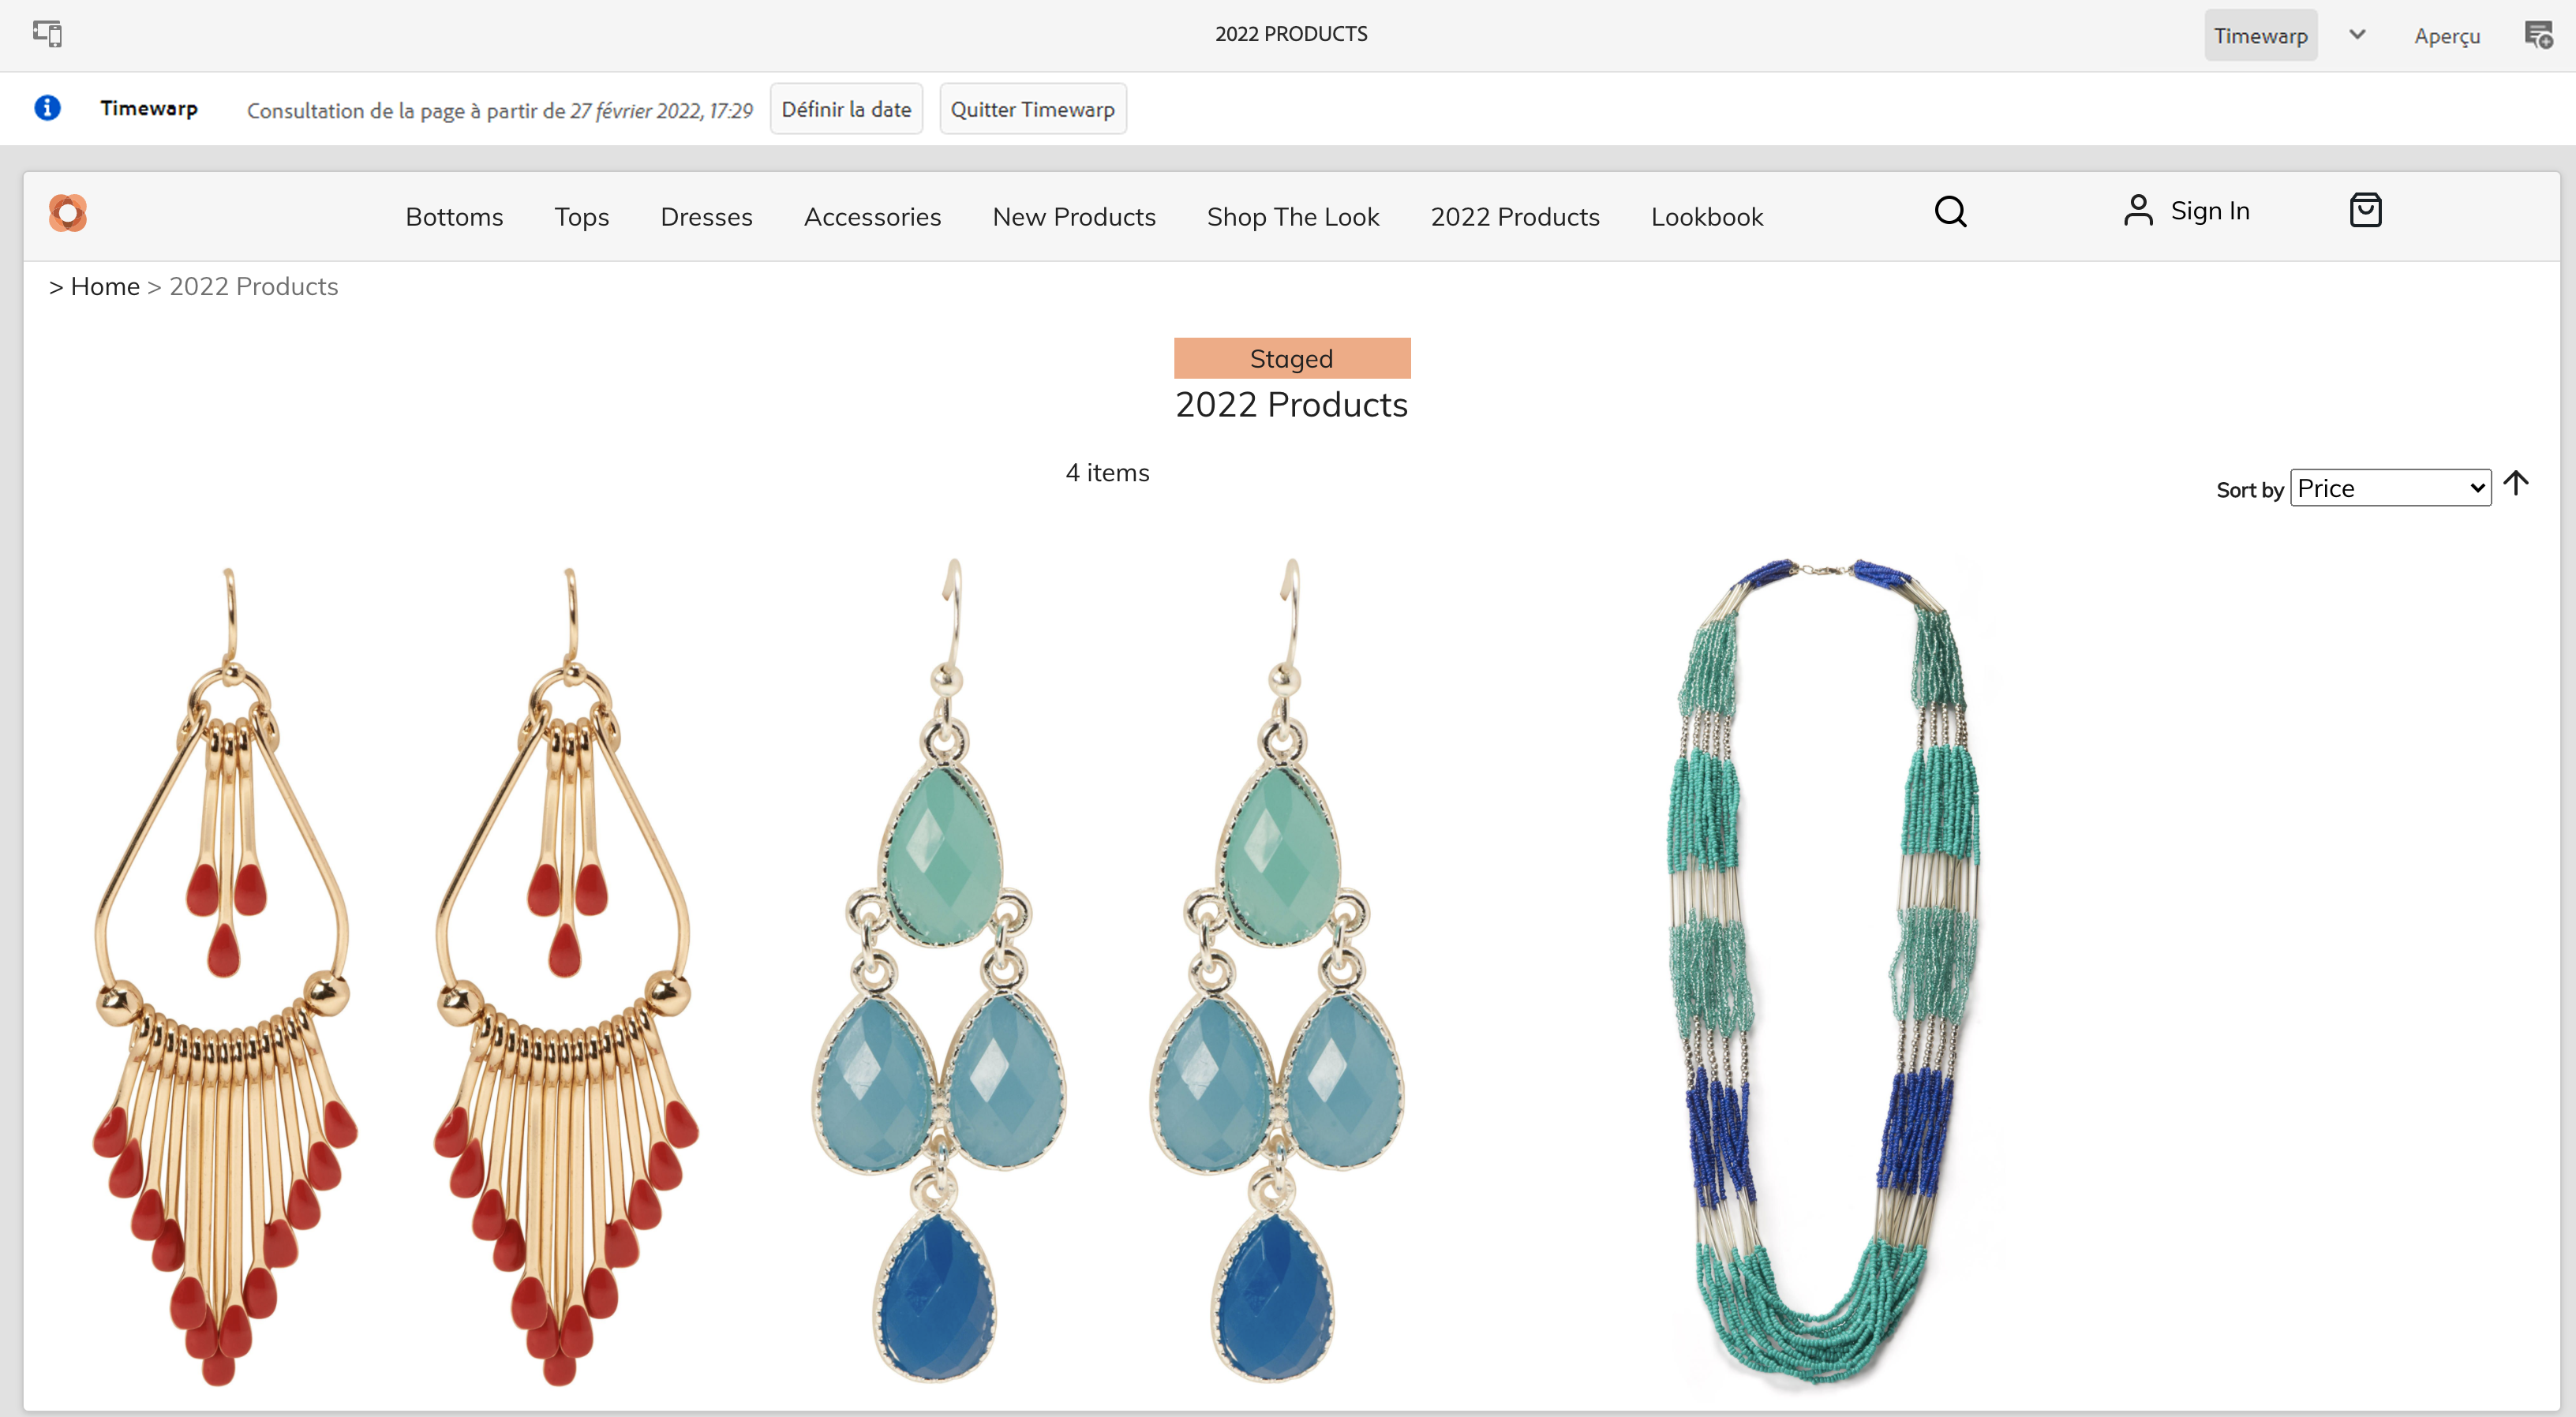 2022 PRODUCTS
Timewarp
Aperçu
Timewarp Consultation de la page à partir de 27 février 2022, 17:29 Définir la date Quitter Timewarp
Bottoms Tops Dresses Accessories New Products Shop The Look 2022 Products Lookbook Sign In
> Home > 2022 Products
Staged
2022 Products
4 items
Sort by Price